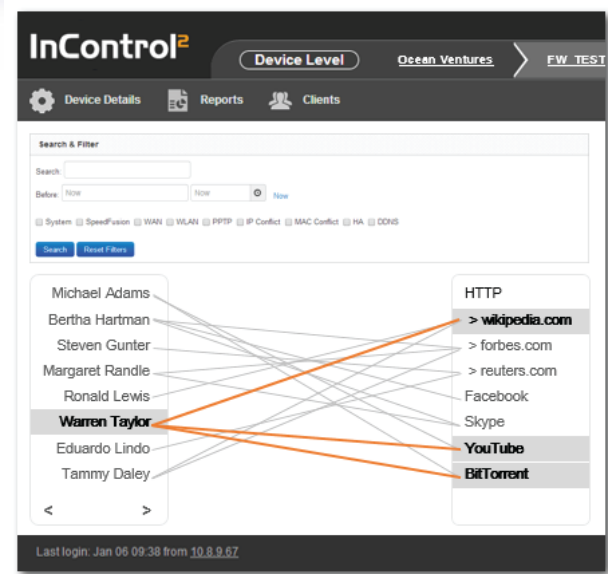 InControl²
Device Level
Ocean Ventures
FW TEST
Device Details
Reports
Clients
Search & Filter
Search:
Before: Now Now Now
System SpeedFusion WAN WLAN PPTP IP Conflict MAC Conflict HA DDNS
Search Reset Filters
Michael Adams
Bertha Hartman
Steven Gunter
Margaret Randle
Ronald Lewis
Warren Taylor
Eduardo Lindo
Tammy Daley
< >
HTTP
> wikipedia.com
> forbes.com
> reuters.com
Facebook
Skype
YouTube
BitTorrent
Last login: Jan 06 09:38 from 10.8.9.67